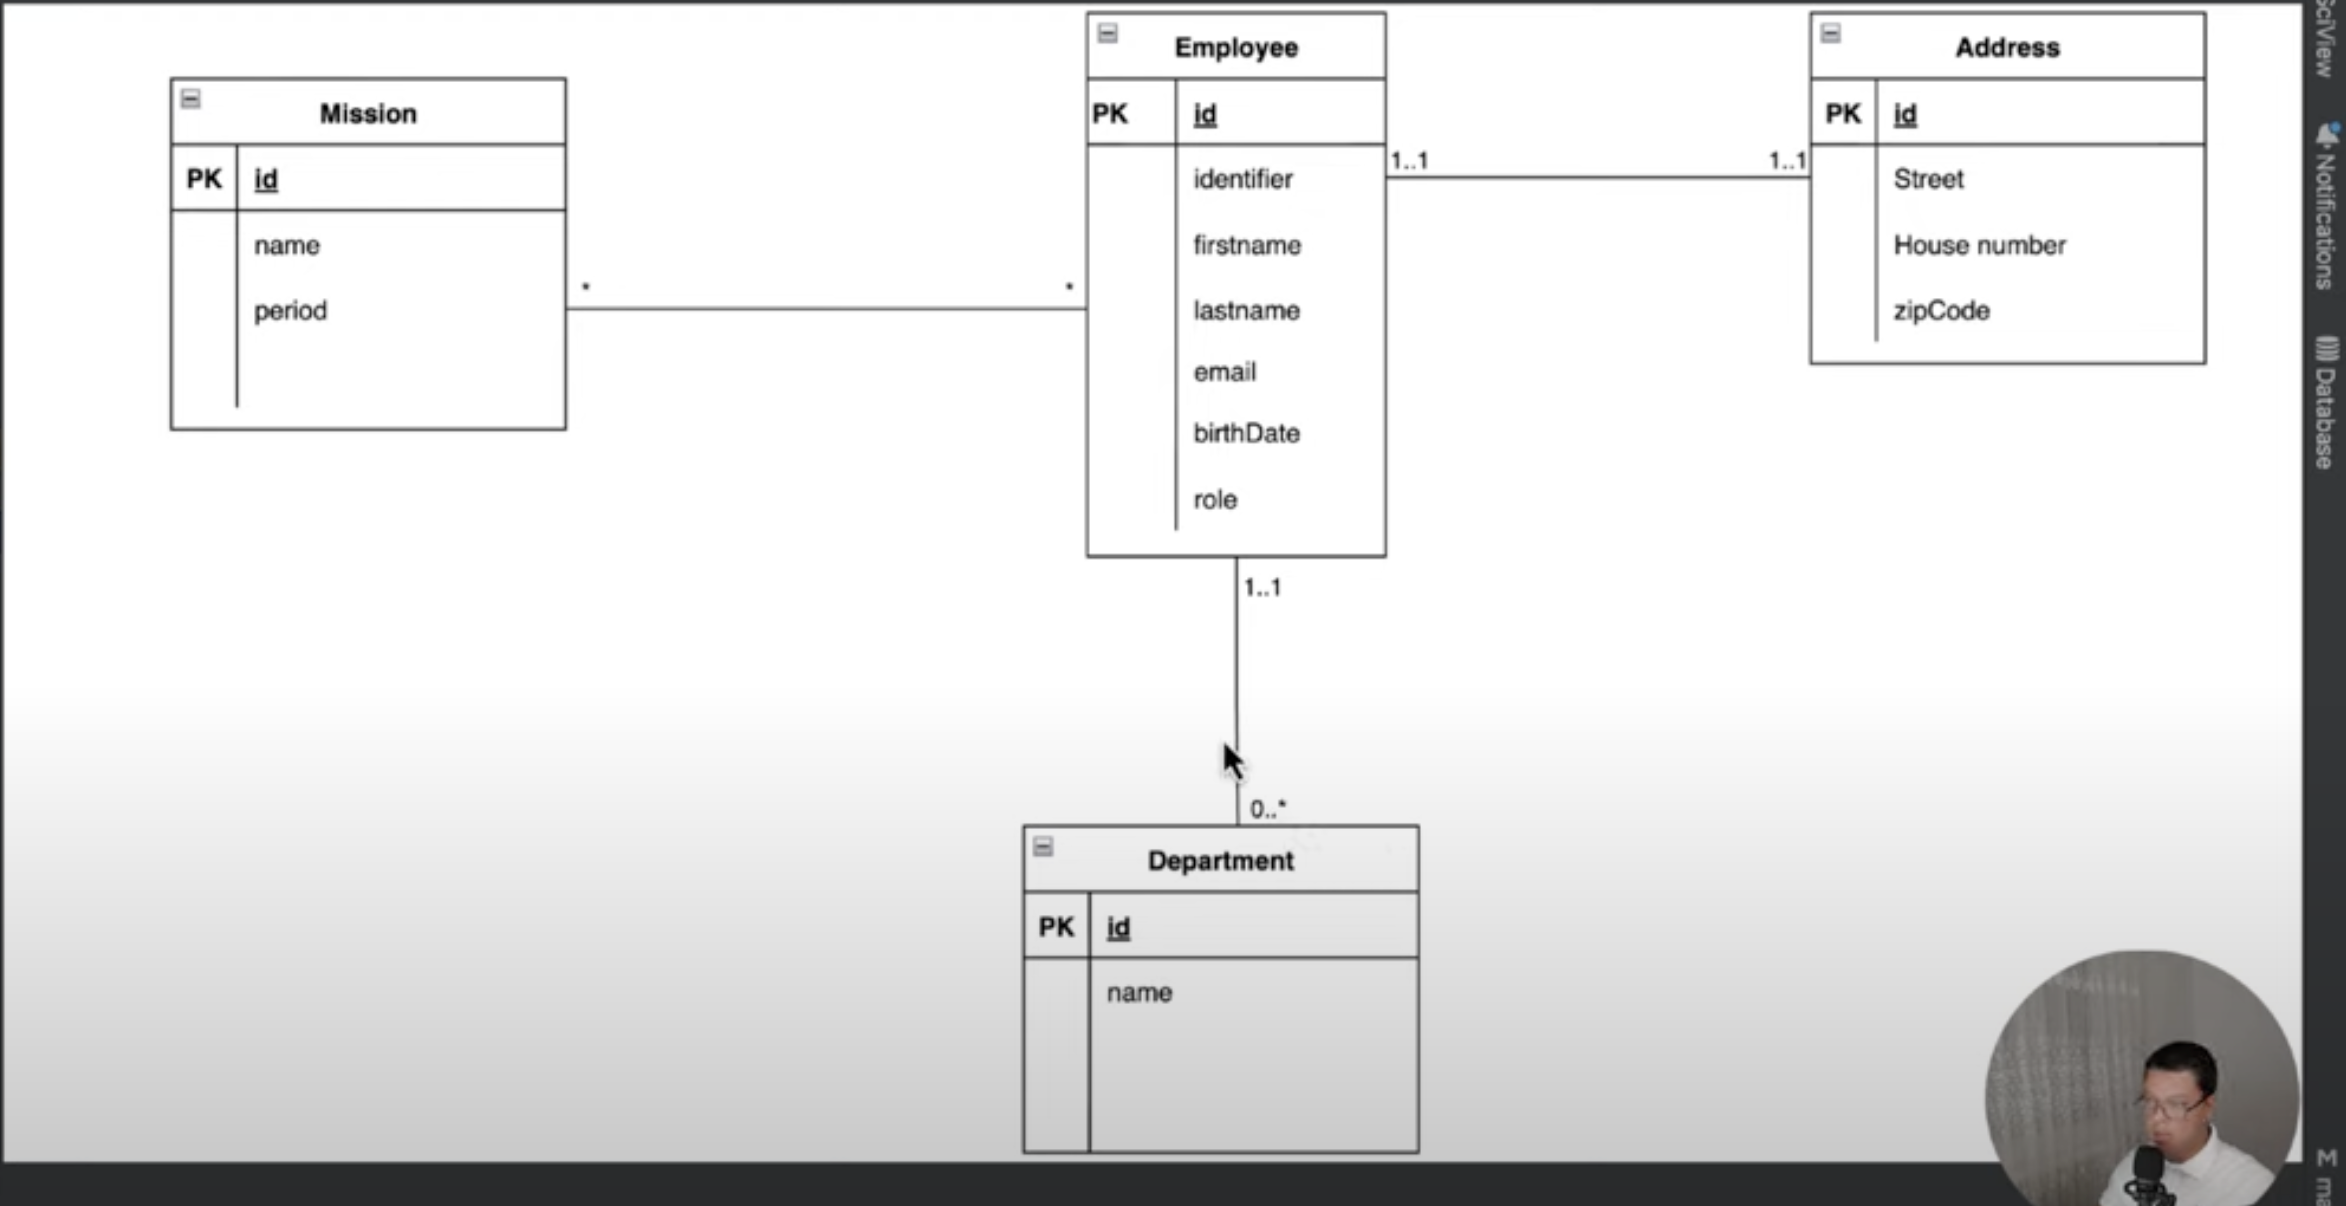 Mission
PK id
name
period
*
*
Employee
PK id
identifier
firstname
lastname
email
birthDate
role
1..1
1..1
Address
PK id
Street
House number
zipCode
1..1
0..*
Department
PK id
name
SciView
Notifications
Database
M